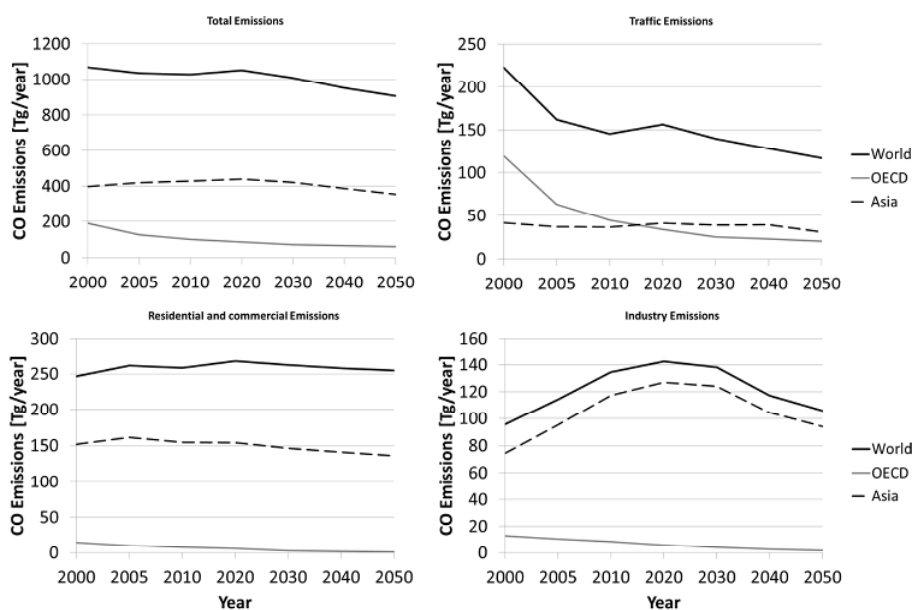 Total Emissions
CO Emissions [Tg/year]
1200
1000
800
600
400
200
0
2000 2005 2010 2020 2030 2040 2050
Traffic Emissions
CO Emissions [Tg/year]
250
200
150
100
50
0
2000 2005 2010 2020 2030 2040 2050
World
OECD
Asia
Residential and commercial Emissions
CO Emissions [Tg/year]
300
250
200
150
100
50
0
2000 2005 2010 2020 2030 2040 2050
Year
Industry Emissions
CO Emissions [Tg/year]
160
140
120
100
80
60
40
20
0
2000 2005 2010 2020 2030 2040 2050
Year
World
OECD
Asia